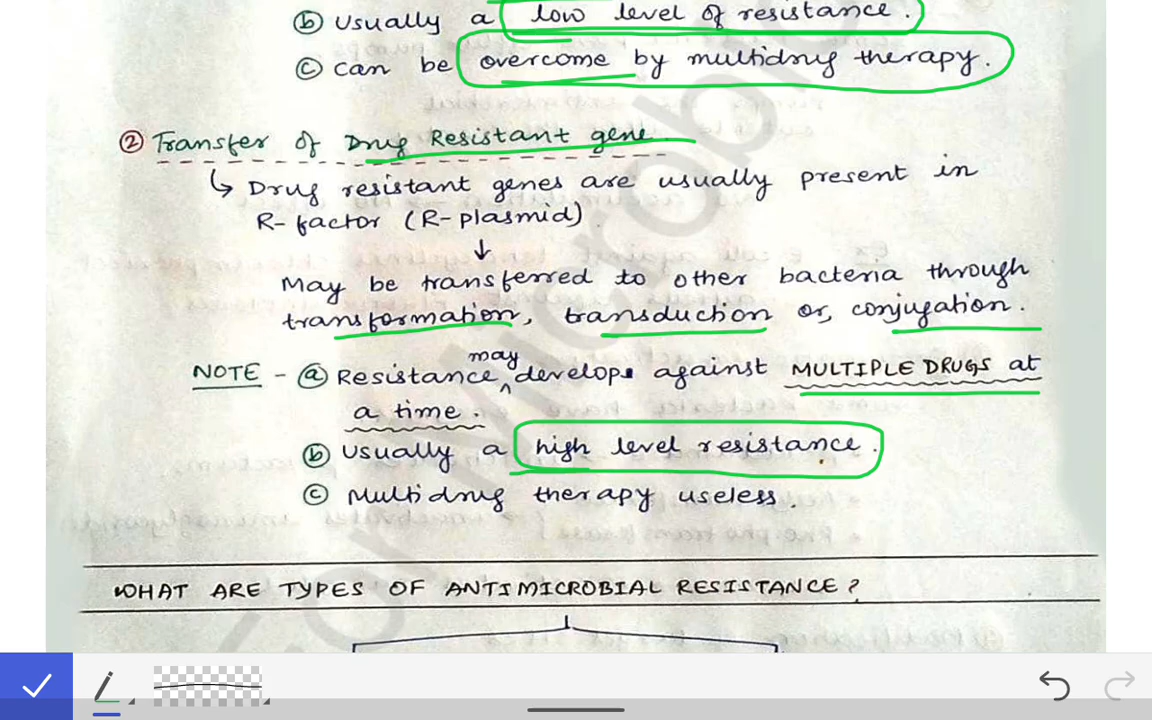 ⓑ Usually a low level of resistance.
ⓒ can be overcome by multidrug therapy.
② Transfer of Drug Resistant gene
↳ Drug resistant genes are usually present in
R-factor (R-plasmid)
↓
May be transferred to other bacteria through
transformation, transduction or, conjugation.
may
NOTE - ⓐ Resistance ^ develops against MULTIPLE DRUGS at
a time.
ⓑ Usually a high level resistance.
ⓒ Multidrug therapy useless.
WHAT ARE TYPES OF ANTIMICROBIAL RESISTANCE?